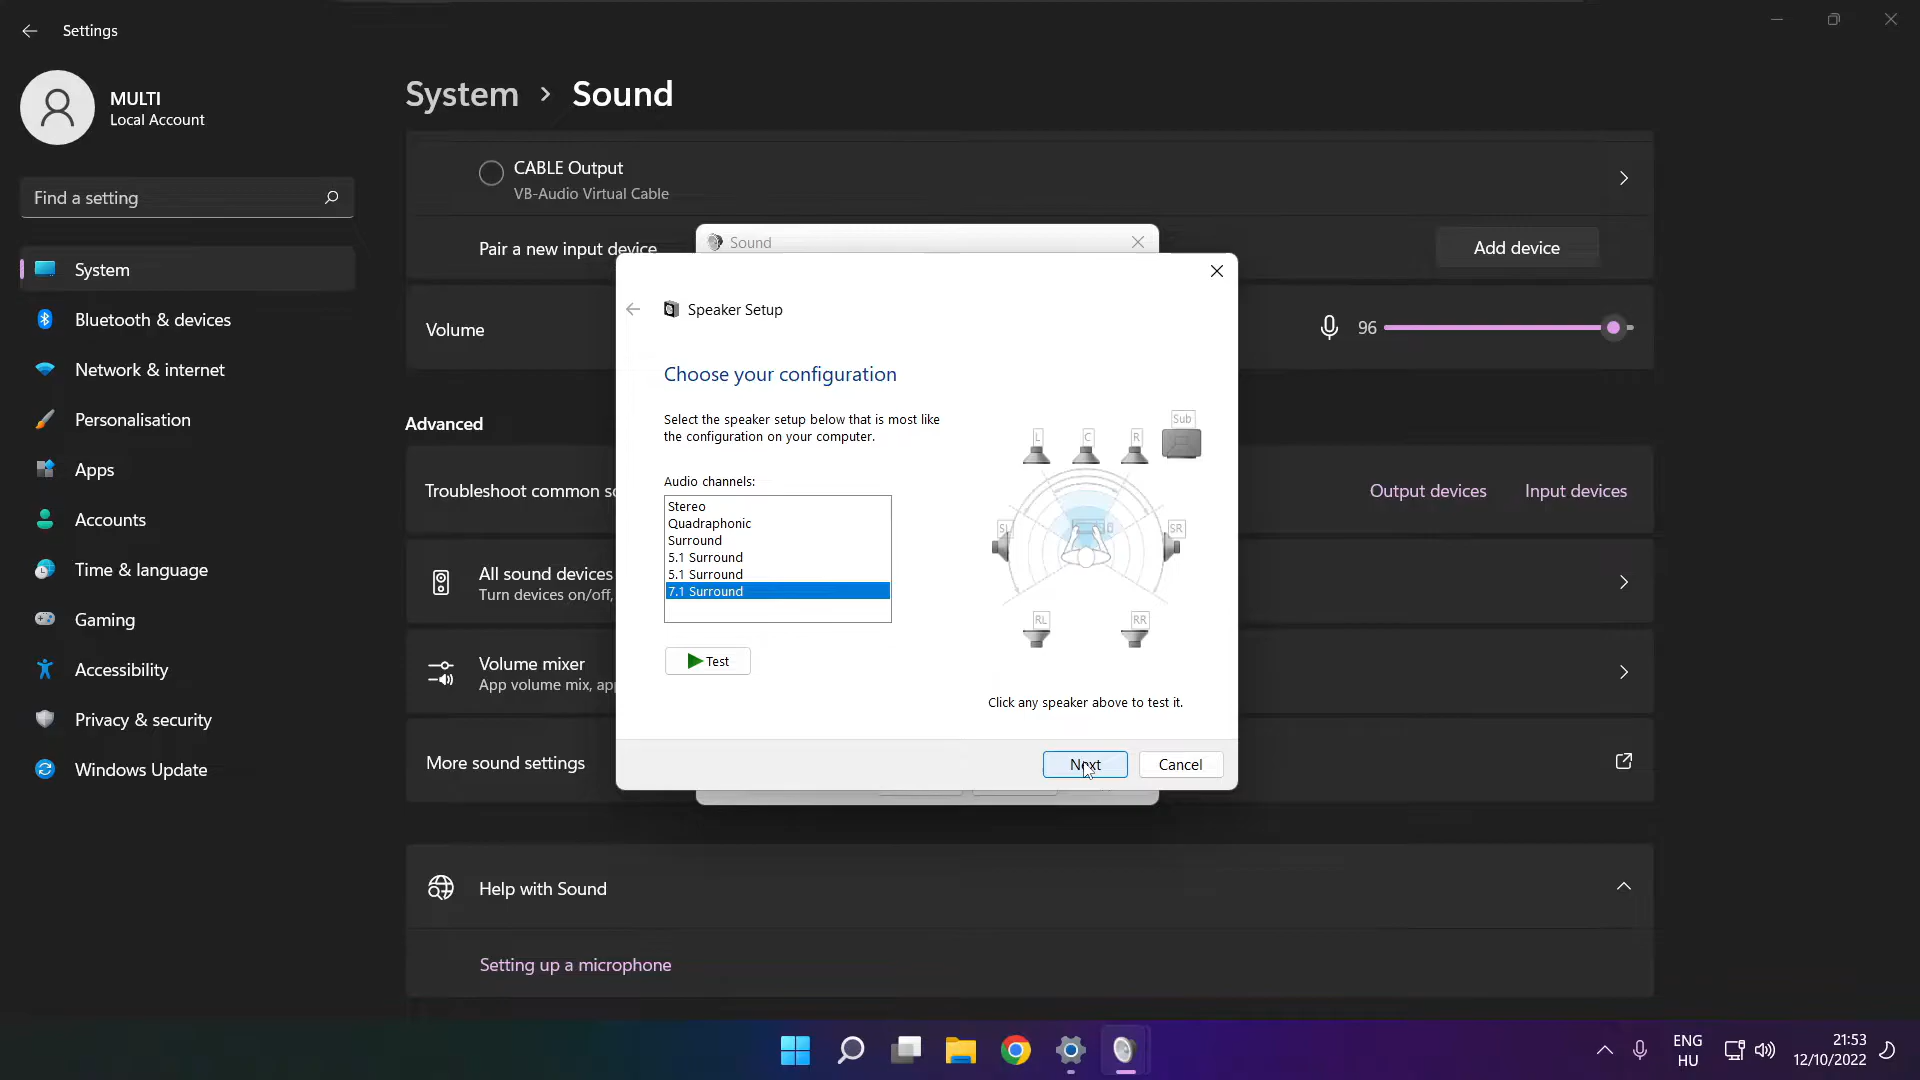 Settings
MULTI
Local Account
Find a setting
System
Bluetooth & devices
Network & internet
Personalisation
Apps
Accounts
Time & language
Gaming
Accessibility
Privacy & security
Windows Update
System > Sound
CABLE Output
VB-Audio Virtual Cable
Pair a new input device
Add device
Volume
96
Advanced
Troubleshoot common
Output devices
Input devices
All sound devices
Turn devices on/off,
Volume mixer
App volume mix,
More sound settings
Help with Sound
Setting up a microphone
Sound
Speaker Setup
Choose your configuration
Select the speaker setup below that is most like
the configuration on your computer.
Audio channels:
Stereo
Quadraphonic
Surround
5.1 Surround
5.1 Surround
7.1 Surround
Test
L
C
R
Sub
SL
SR
RL
RR
Click any speaker above to test it.
Next
Cancel
ENG
HU
21:53
12/10/2022